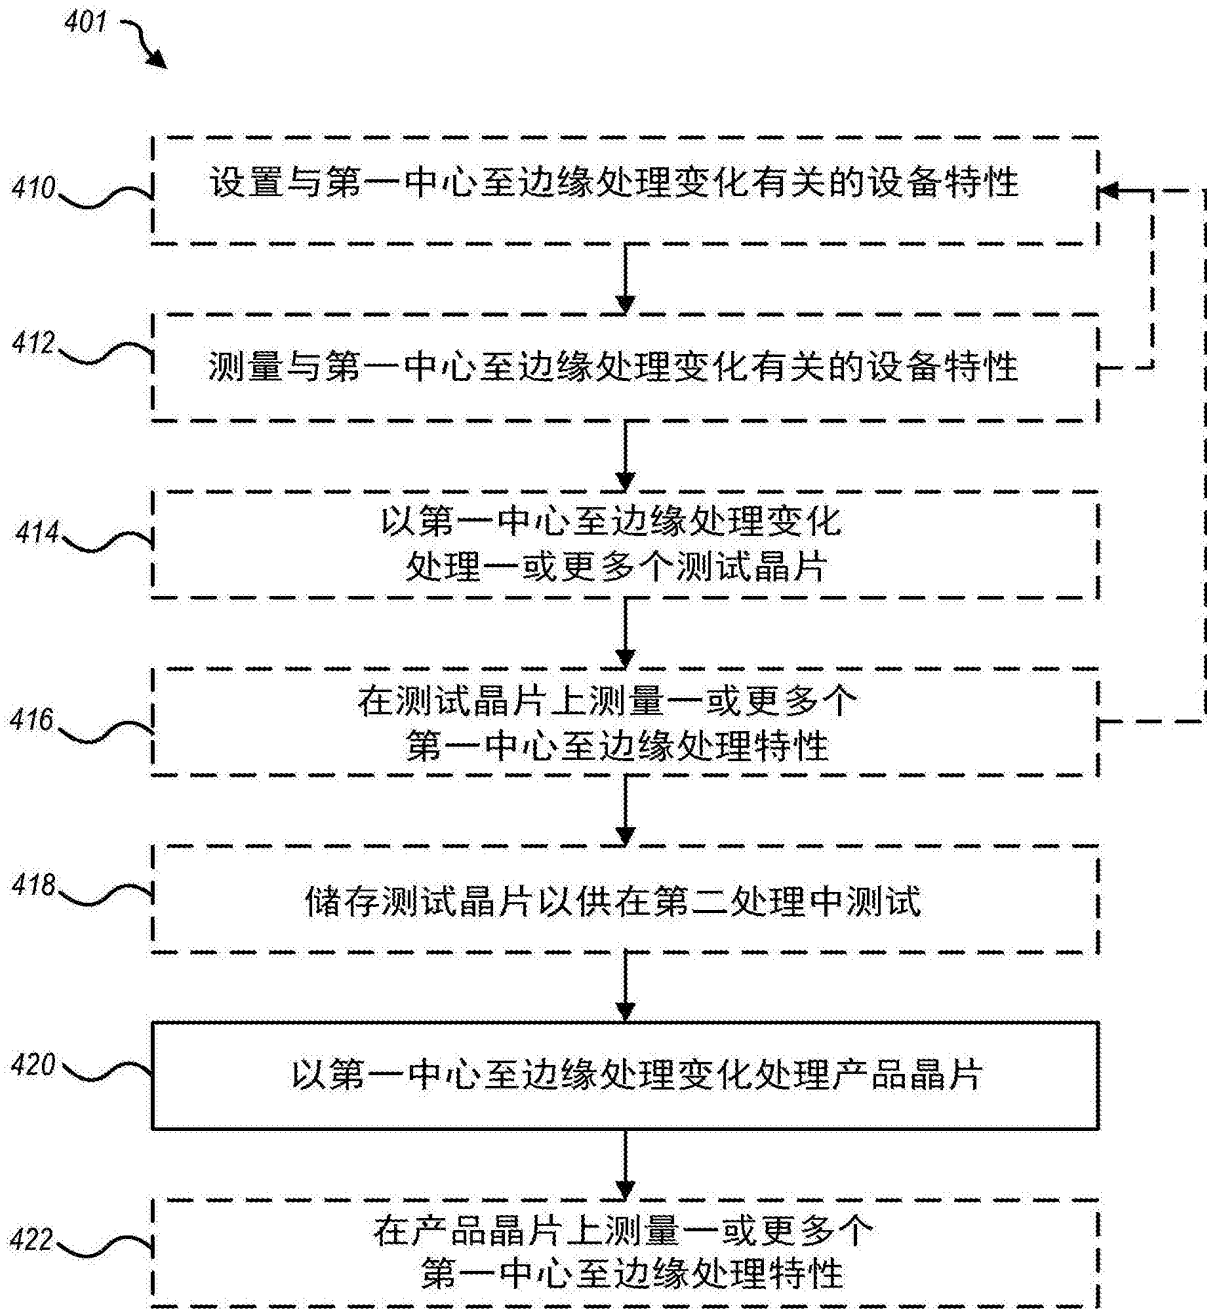 401
410
设置与第一中心至边缘处理变化有关的设备特性
412
测量与第一中心至边缘处理变化有关的设备特性
414
以第一中心至边缘处理变化
处理一或更多个测试晶片
416
在测试晶片上测量一或更多个
第一中心至边缘处理特性
418
储存测试晶片以供在第二处理中测试
420
以第一中心至边缘处理变化处理产品晶片
422
在产品晶片上测量一或更多个
第一中心至边缘处理特性